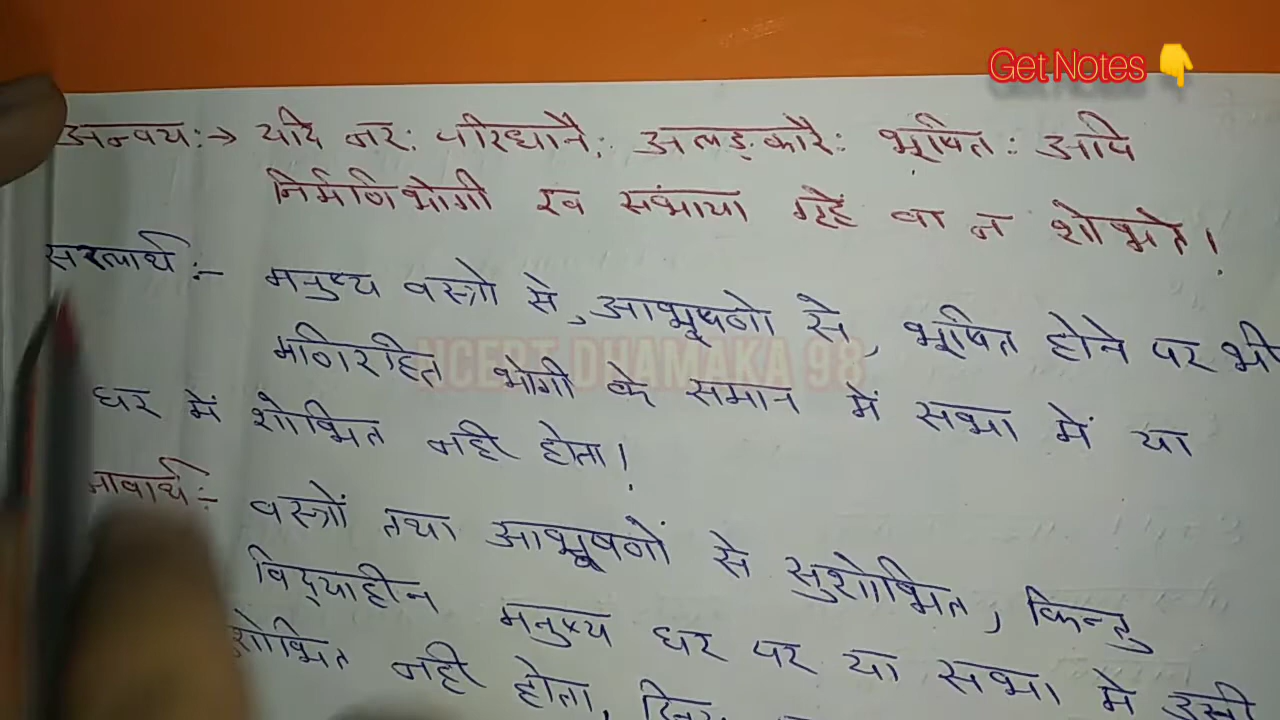 Get Notes 👇
अन्वय:→ यदि नर: परिधानै: अलङ्कारै: भूषित: अपि
निर्मणिभोगी इव सभायां गृहे वा न शोभते।
सरलार्थ:- मनुष्य वस्त्रो से, आभूषणो से, भूषित होने पर भी
मणिरहित भोगी के समान में सभा में या
NCERT DHAMAKA 98
घर में शोभित नही होता।
भावार्थ:- वस्त्रों तथा आभूषणों से सुशोभित, किन्तु
विद्याहीन मनुष्य घर पर या सभा मे उसी
शोभित नही होता,